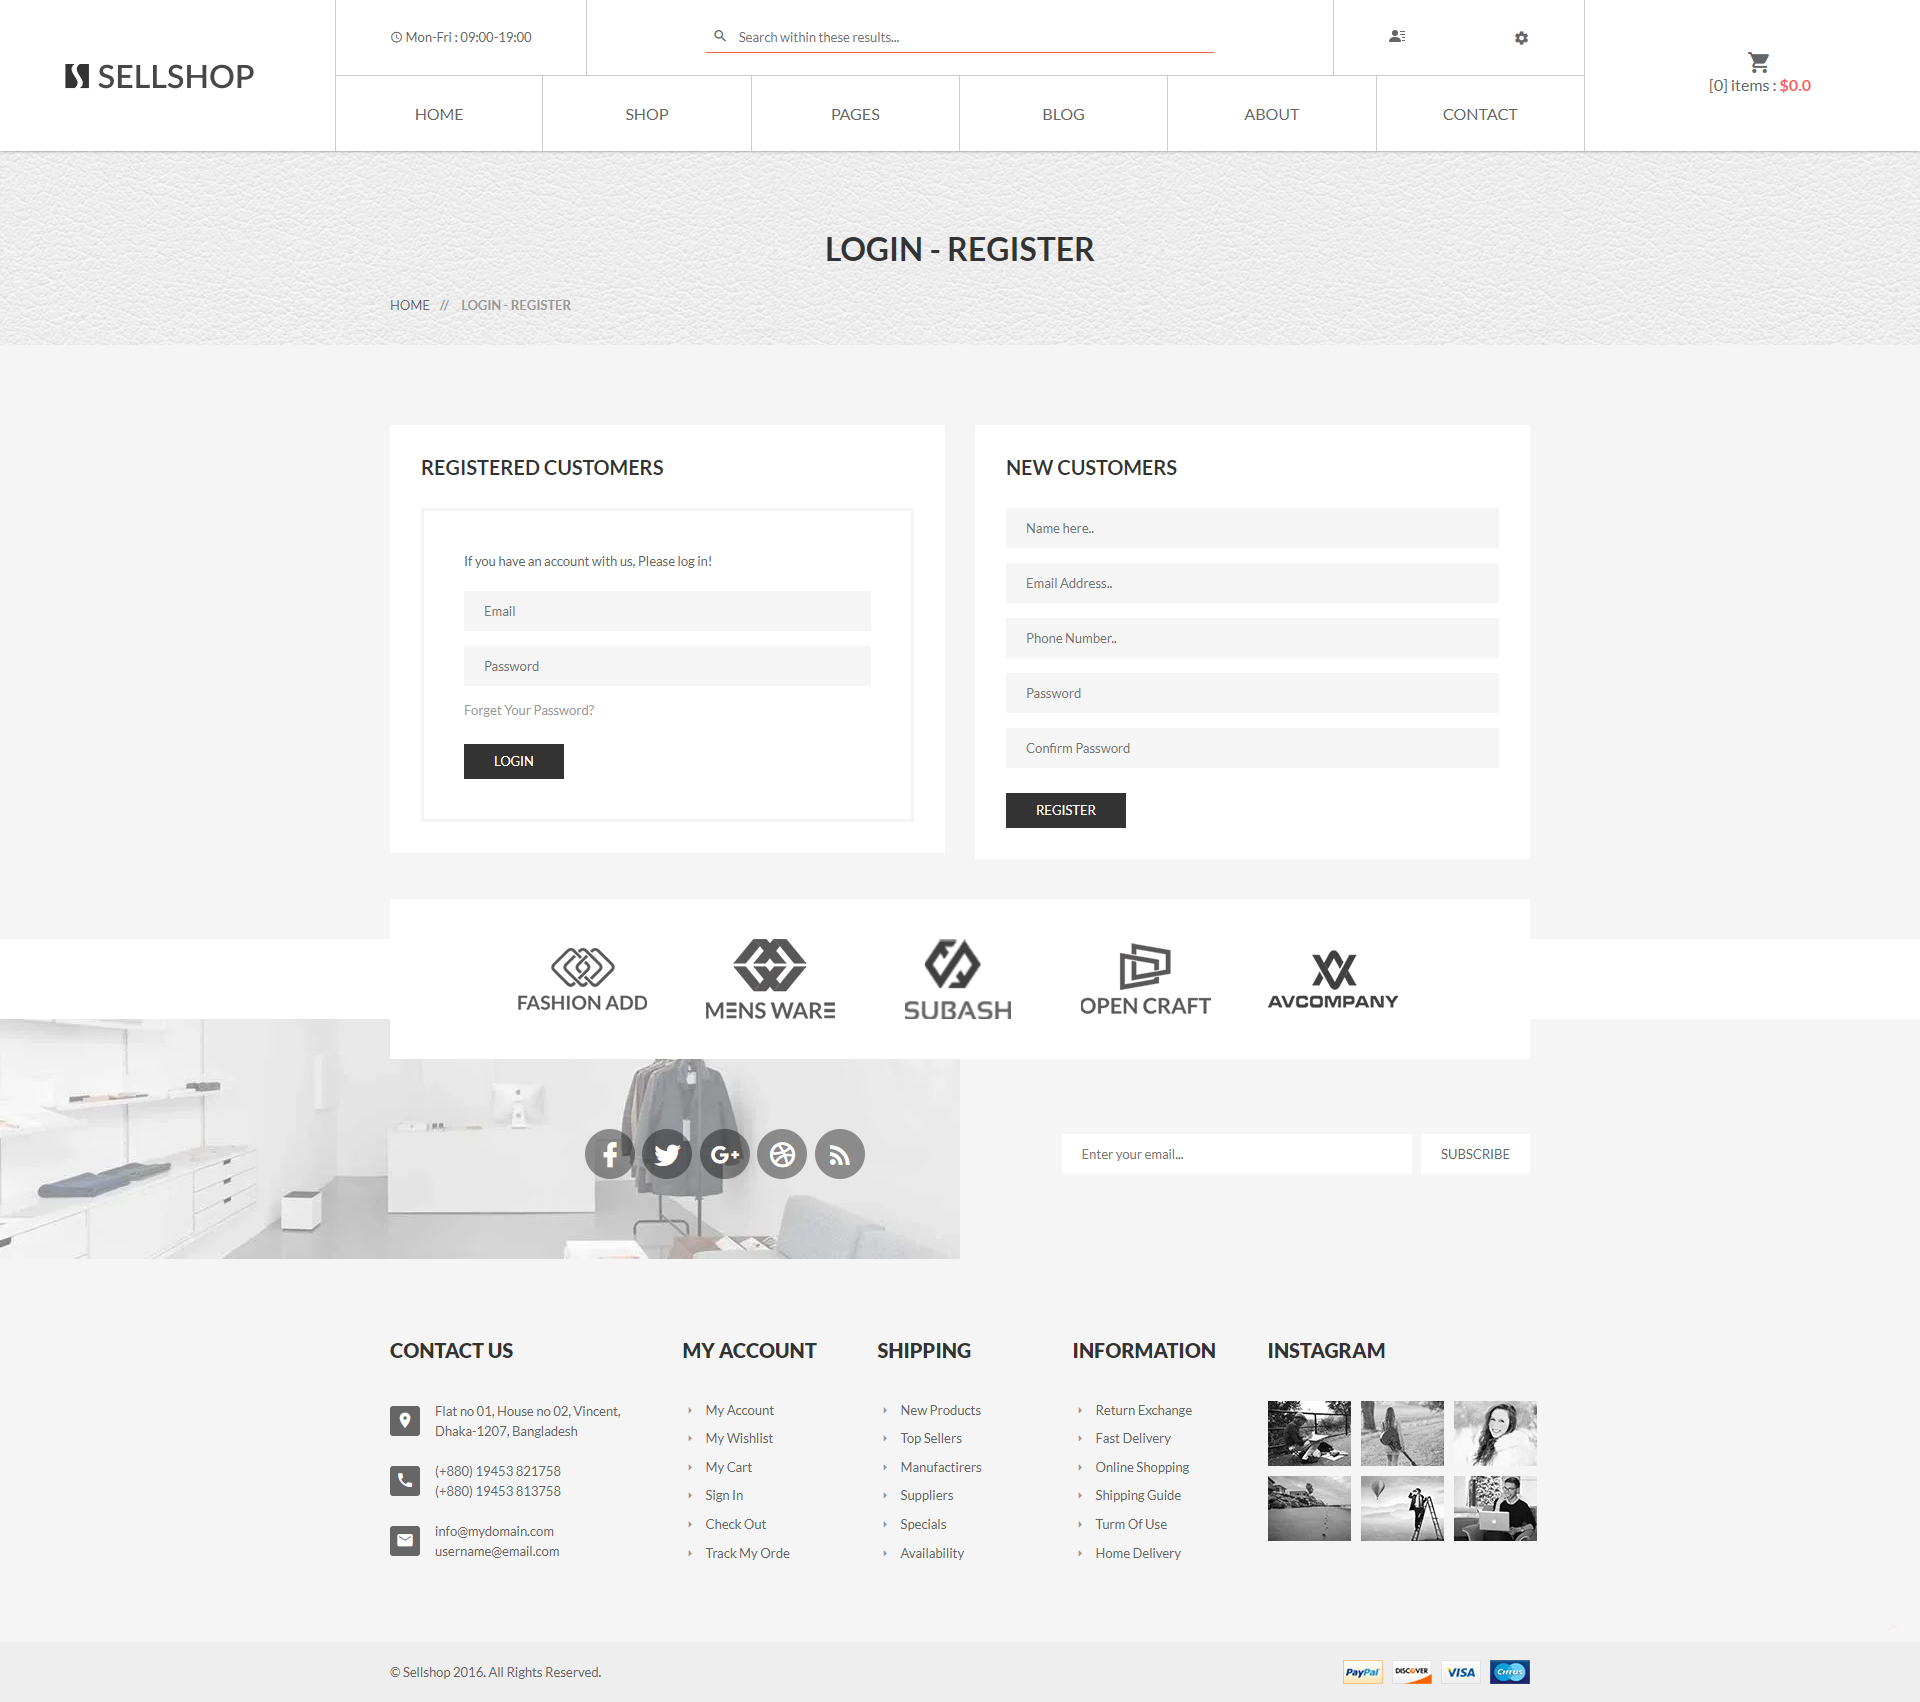 SELLSHOP
Mon-Fri : 09:00-19:00
Search within these results...
[0] items : $0.0
HOME
SHOP
PAGES
BLOG
ABOUT
CONTACT
LOGIN - REGISTER
HOME // LOGIN - REGISTER
REGISTERED CUSTOMERS
If you have an account with us, Please log in!
Email
Password
Forget Your Password?
LOGIN
NEW CUSTOMERS
Name here..
Email Address..
Phone Number..
Password
Confirm Password
REGISTER
FASHION ADD
MENS WARE
SUBASH
OPEN CRAFT
AVCOMPANY
Enter your email...
SUBSCRIBE
CONTACT US
Flat no 01, House no 02, Vincent,
Dhaka-1207, Bangladesh
(+880) 19453 821758
(+880) 19453 813758
info@mydomain.com
username@email.com
MY ACCOUNT
My Account
My Wishlist
My Cart
Sign In
Check Out
Track My Orde
SHIPPING
New Products
Top Sellers
Manufactirers
Suppliers
Specials
Availability
INFORMATION
Return Exchange
Fast Delivery
Online Shopping
Shipping Guide
Turm Of Use
Home Delivery
INSTAGRAM
© Sellshop 2016. All Rights Reserved.
PayPal
DISCOVER
VISA
Cirrus